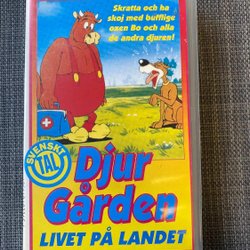 Skratta och ha
skoj med bufflige
oxen Bo och alla
de andra djuren!
SVENSKT
TAL
Djur
Gården
LIVET PÅ LANDET